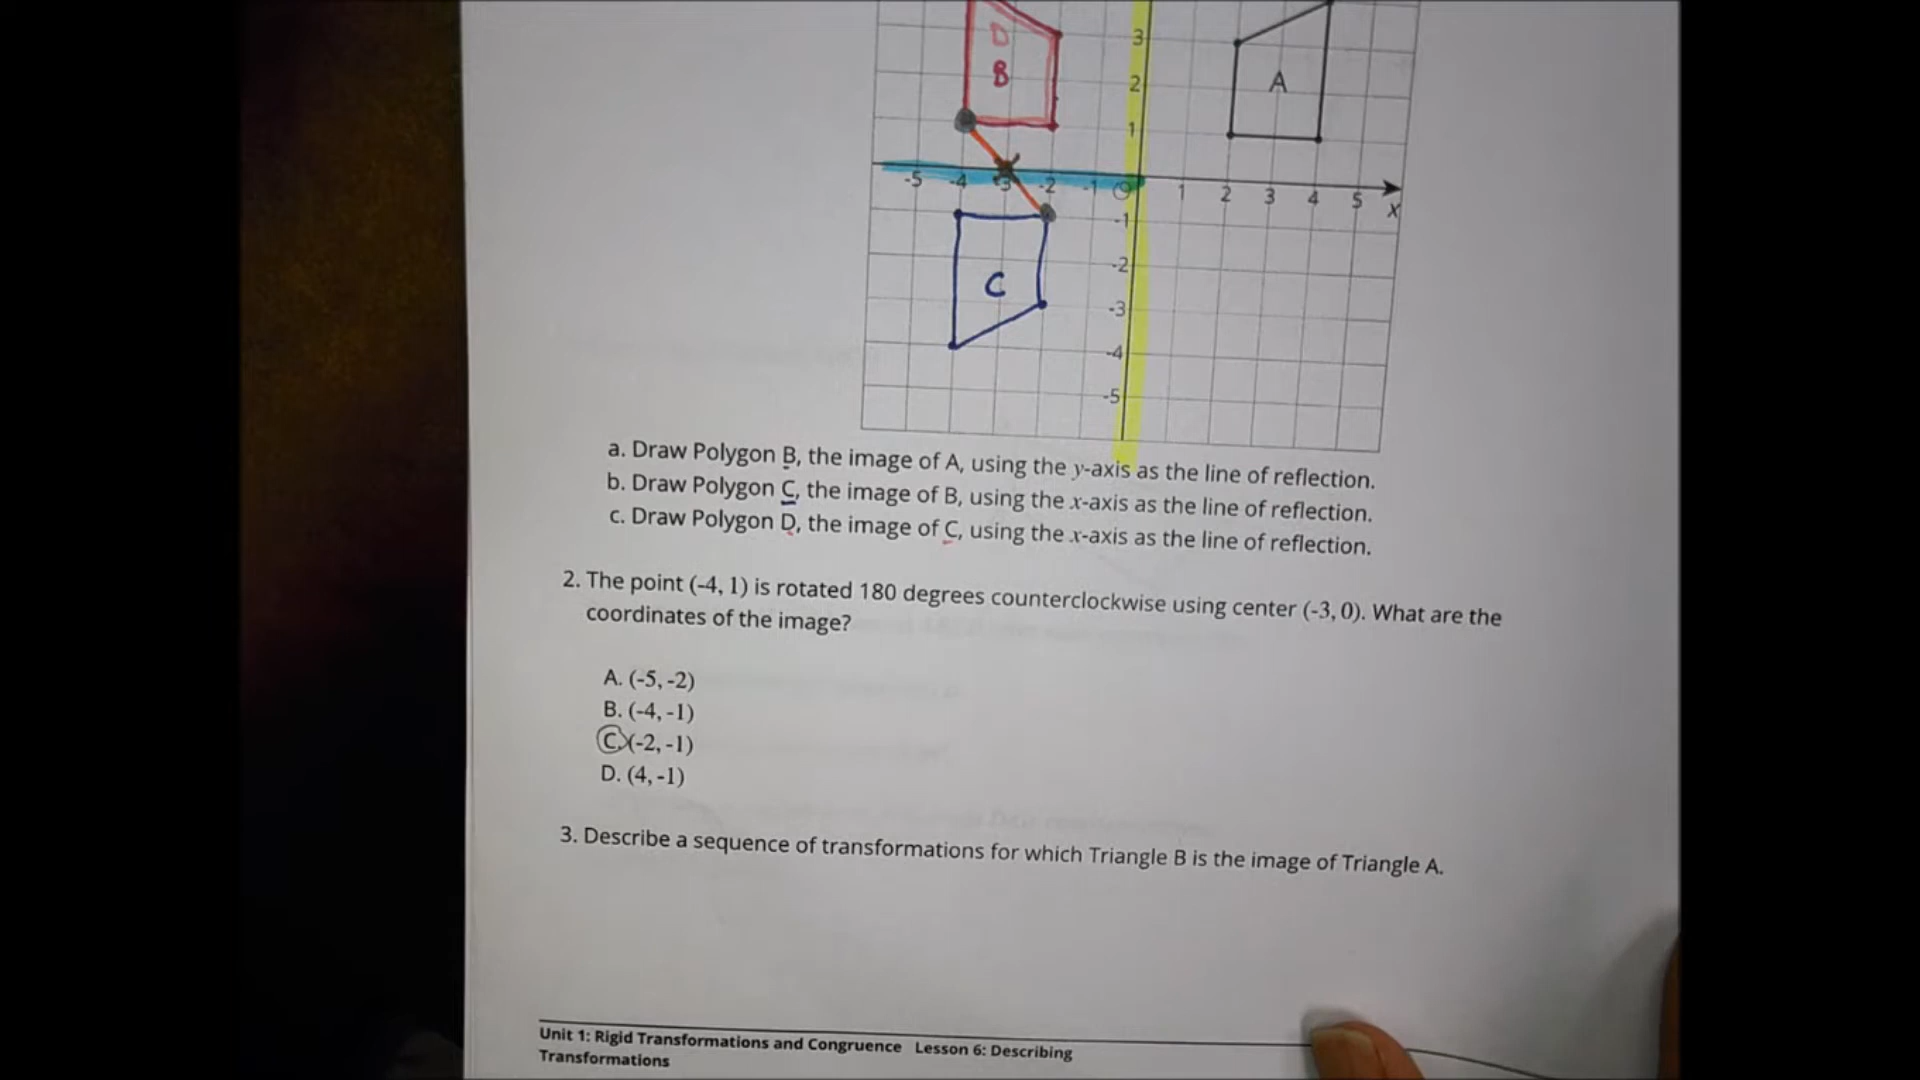 D
B
3
2
1
A
-5 -4 -3 -2 -1 O 1 2 3 4 5 x
-1
-2
C
-3
-4
-5
a. Draw Polygon B, the image of A, using the y-axis as the line of reflection.
b. Draw Polygon C, the image of B, using the x-axis as the line of reflection.
c. Draw Polygon D, the image of C, using the x-axis as the line of reflection.
2. The point (-4, 1) is rotated 180 degrees counterclockwise using center (-3, 0). What are the
coordinates of the image?
A. (-5, -2)
B. (-4, -1)
C. (-2, -1)
D. (4, -1)
3. Describe a sequence of transformations for which Triangle B is the image of Triangle A.
Unit 1: Rigid Transformations and Congruence Lesson 6: Describing
Transformations